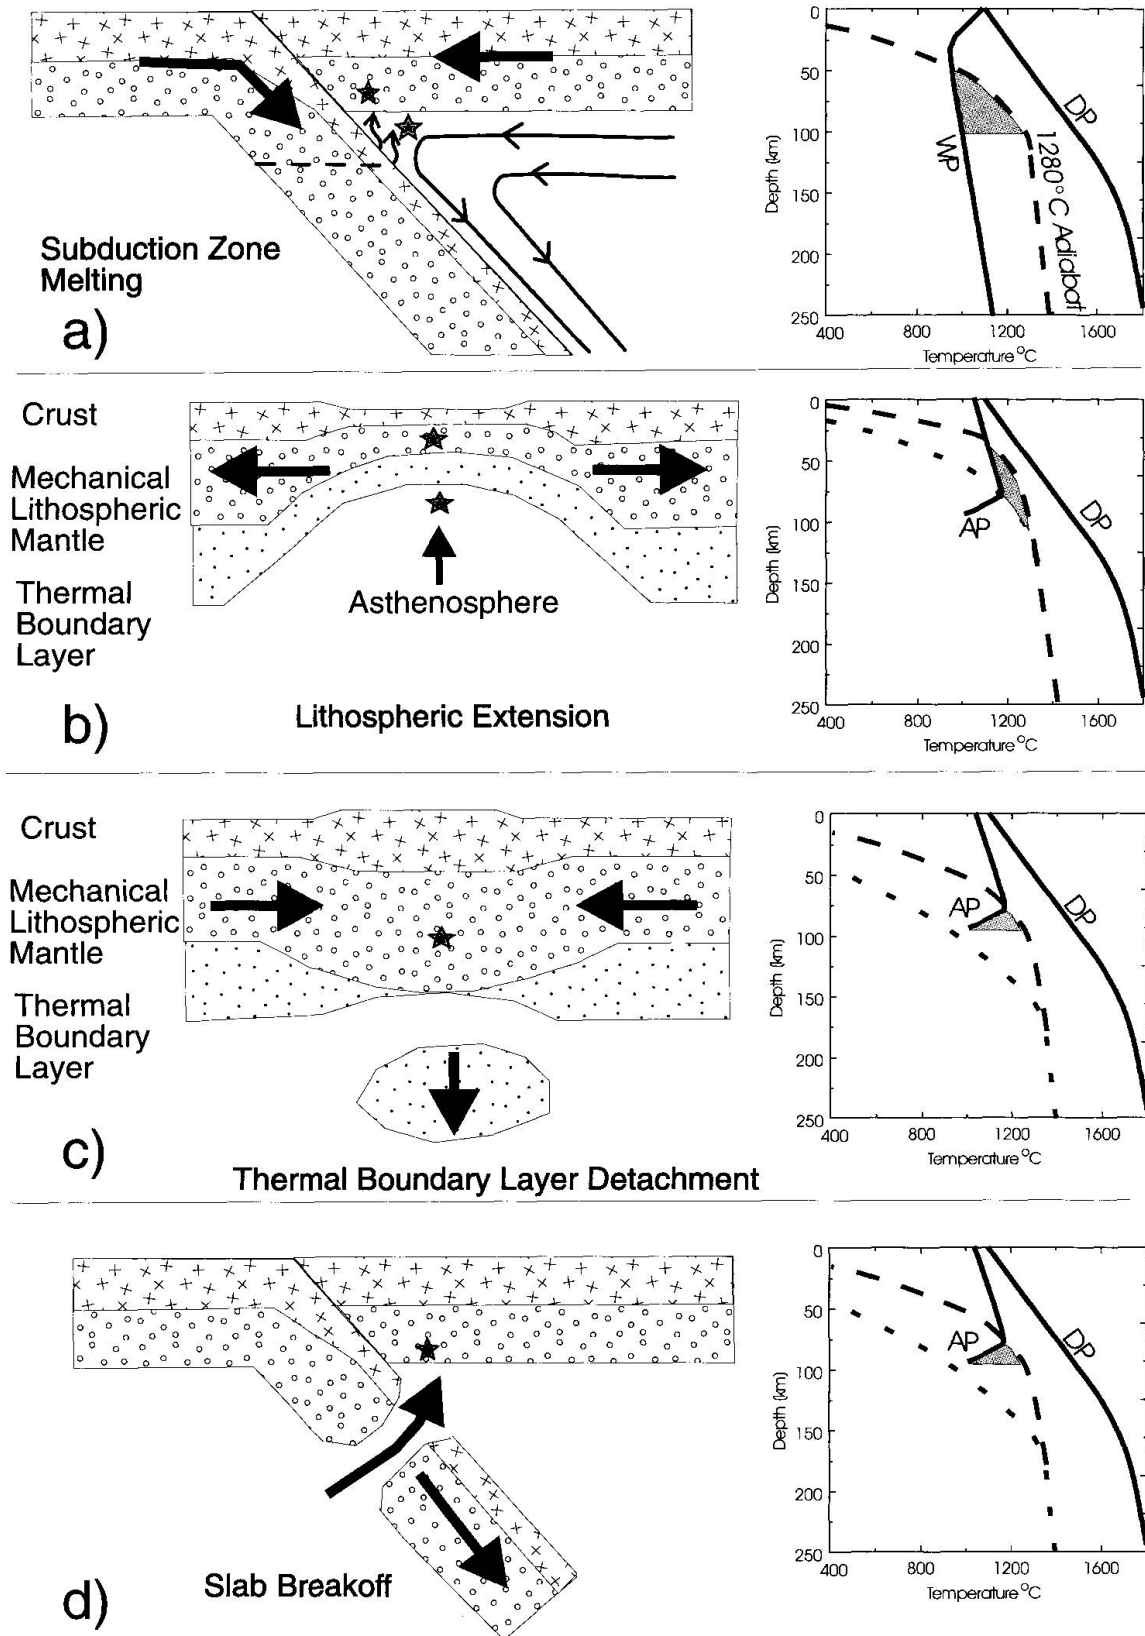 Subduction Zone
Melting
a)
0
50
100
150
200
250
Depth (km)
WP
DP
1280°C Adiabat
400
800
1200
1600
Temperature °C
Crust
Mechanical
Lithospheric
Mantle
Thermal
Boundary
Layer
Asthenosphere
b)
Lithospheric Extension
0
50
100
150
200
250
Depth (km)
AP
DP
400
800
1200
1600
Temperature °C
Crust
Mechanical
Lithospheric
Mantle
Thermal
Boundary
Layer
c)
Thermal Boundary Layer Detachment
0
50
100
150
200
250
Depth (km)
AP
DP
400
800
1200
1600
Temperature °C
d)
Slab Breakoff
0
50
100
150
200
250
Depth (km)
AP
DP
400
800
1200
1600
Temperature °C